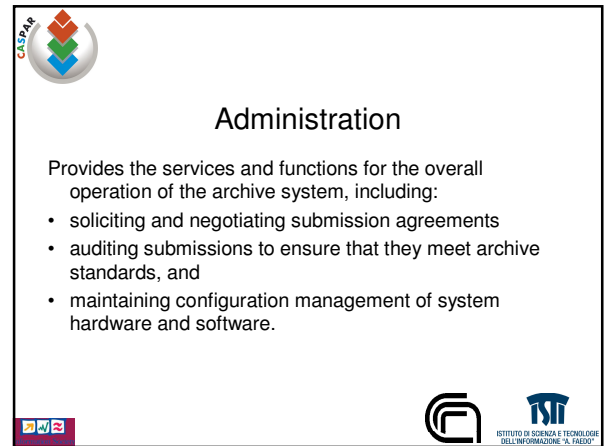 CASPAR
Administration
Provides the services and functions for the overall
operation of the archive system, including:
• soliciting and negotiating submission agreements
• auditing submissions to ensure that they meet archive
standards, and
• maintaining configuration management of system
hardware and software.
ISTI
ISTITUTO DI SCIENZA E TECNOLOGIE
DELL'INFORMAZIONE "A. FAEDO"